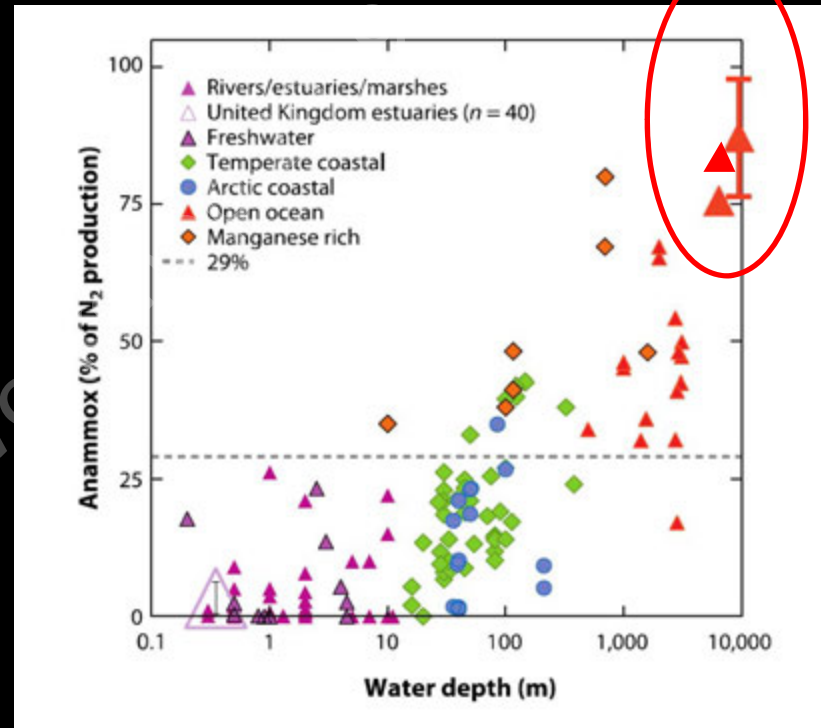 100
75
50
25
0
Anammox (% of N₂ production)
Rivers/estuaries/marshes
United Kingdom estuaries (n = 40)
Freshwater
Temperate coastal
Arctic coastal
Open ocean
Manganese rich
29%
0.1 1 10 100 1,000 10,000
Water depth (m)